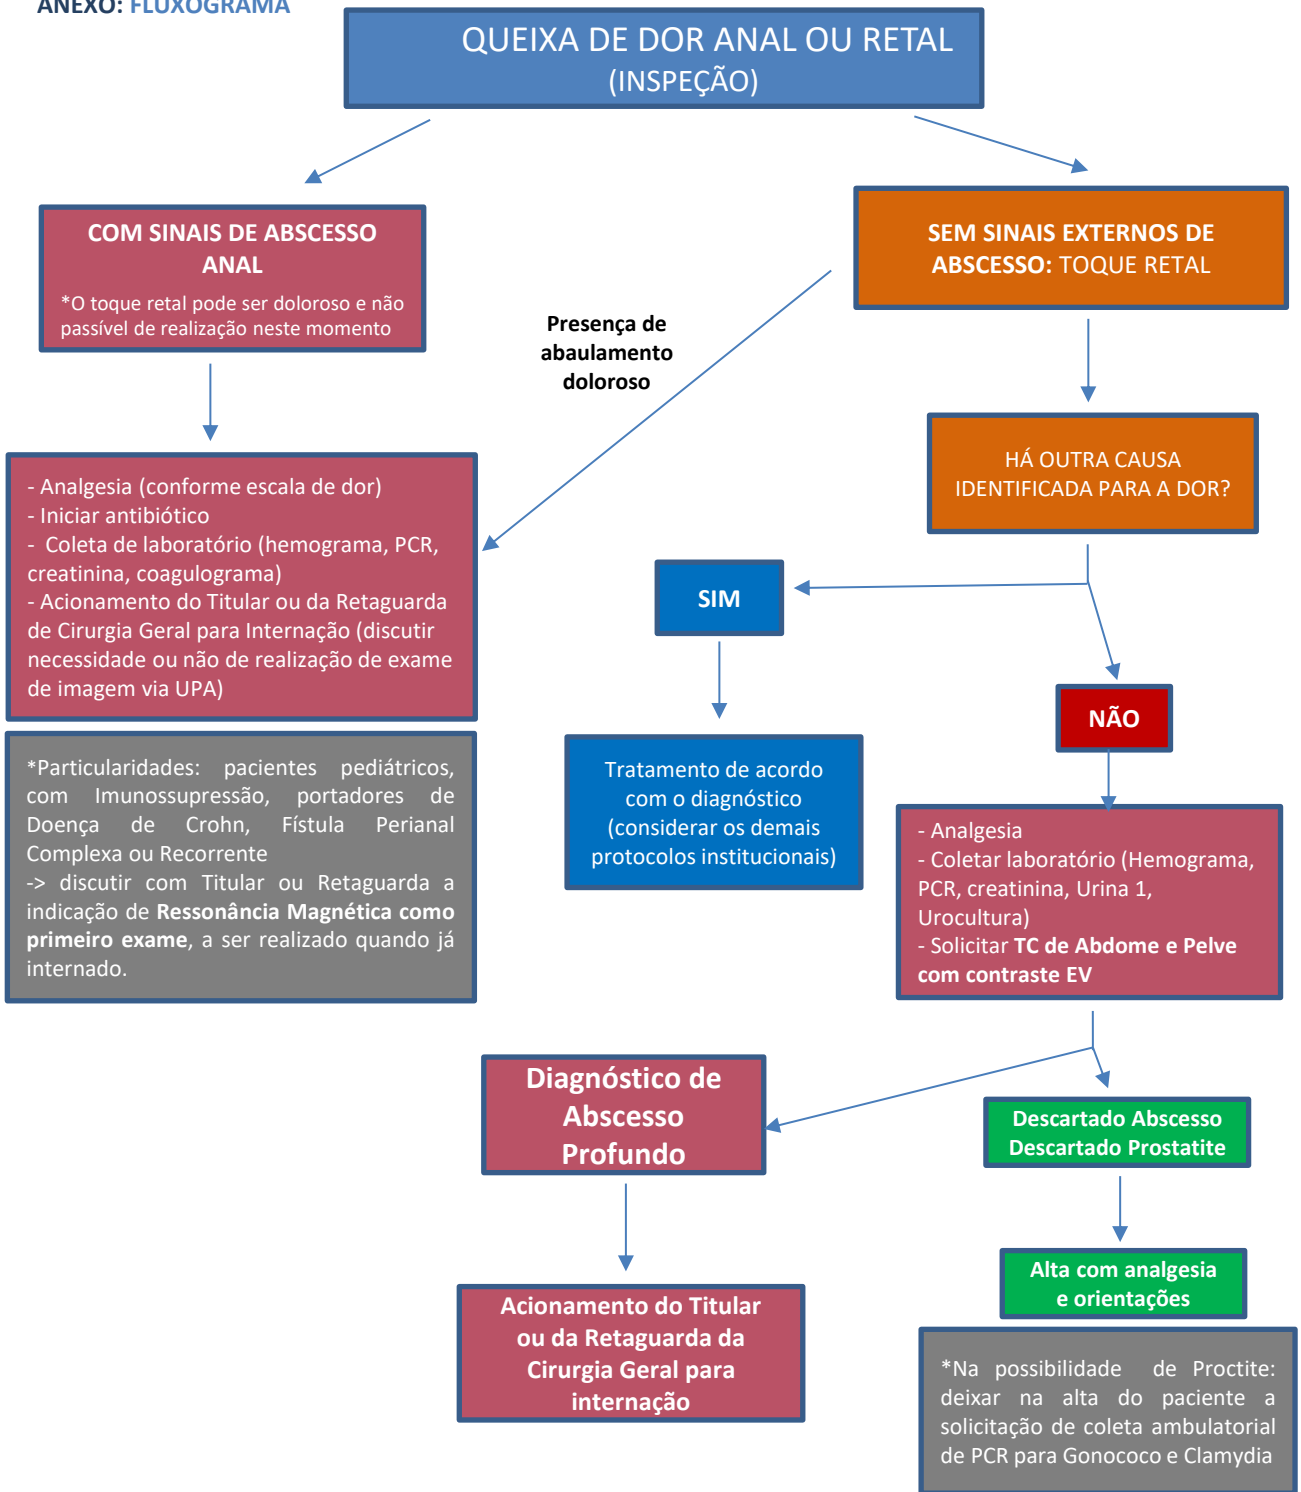 ANEXO: FLUXOGRAMA
QUEIXA DE DOR ANAL OU RETAL
(INSPEÇÃO)
COM SINAIS DE ABSCESSO
ANAL
*O toque retal pode ser doloroso e não
passível de realização neste momento
SEM SINAIS EXTERNOS DE
ABSCESSO: TOQUE RETAL
Presença de
abaulamento
doloroso
- Analgesia (conforme escala de dor)
- Iniciar antibiótico
- Coleta de laboratório (hemograma, PCR,
creatinina, coagulograma)
- Acionamento do Titular ou da Retaguarda
de Cirurgia Geral para Internação (discutir
necessidade ou não de realização de exame
de imagem via UPA)
HÁ OUTRA CAUSA
IDENTIFICADA PARA A DOR?
SIM
NÃO
*Particularidades: pacientes pediátricos,
com Imunossupressão, portadores de
Doença de Crohn, Fístula Perianal
Complexa ou Recorrente
-> discutir com Titular ou Retaguarda a
indicação de Ressonância Magnética como
primeiro exame, a ser realizado quando já
internado.
Tratamento de acordo
com o diagnóstico
(considerar os demais
protocolos institucionais)
- Analgesia
- Coletar laboratório (Hemograma,
PCR, creatinina, Urina 1,
Urocultura)
- Solicitar TC de Abdome e Pelve
com contraste EV
Diagnóstico de
Abscesso
Profundo
Descartado Abscesso
Descartado Prostatite
Acionamento do Titular
ou da Retaguarda da
Cirurgia Geral para
internação
Alta com analgesia
e orientações
*Na possibilidade de Proctite:
deixar na alta do paciente a
solicitação de coleta ambulatorial
de PCR para Gonococo e Clamydia